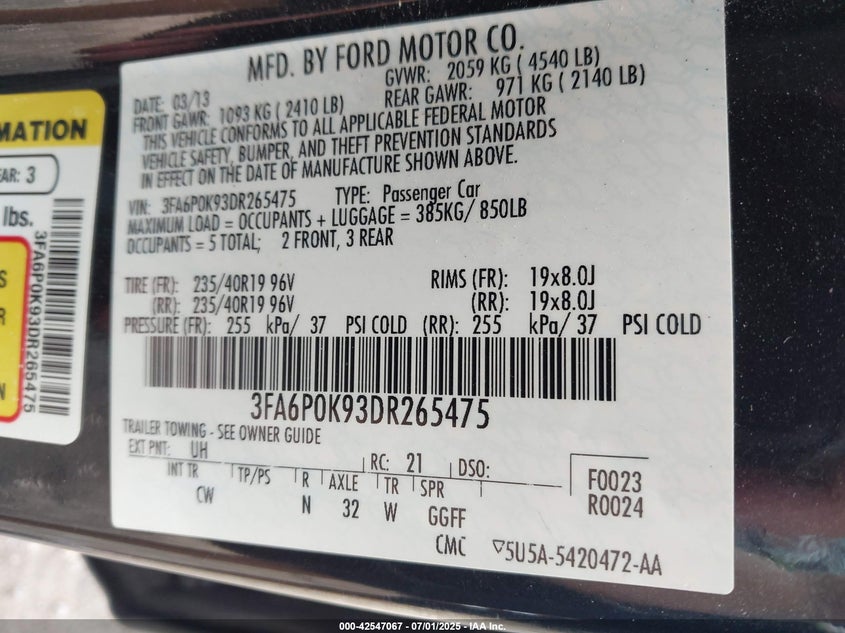 MFD. BY FORD MOTOR CO.
DATE: 03/13
GVWR: 2059 KG ( 4540 LB)
FRONT GAWR: 1093 KG ( 2410 LB)
REAR GAWR: 971 KG ( 2140 LB)
THIS VEHICLE CONFORMS TO ALL APPLICABLE FEDERAL MOTOR
VEHICLE SAFETY, BUMPER, AND THEFT PREVENTION STANDARDS
IN EFFECT ON THE DATE OF MANUFACTURE SHOWN ABOVE.
VIN: 3FA6P0K93DR265475 TYPE: Passenger Car
MAXIMUM LOAD = OCCUPANTS + LUGGAGE = 385KG/ 850LB
OCCUPANTS = 5 TOTAL; 2 FRONT, 3 REAR
TIRE (FR): 235/40R19 96V RIMS (FR): 19x8.0J
(RR): 235/40R19 96V (RR): 19x8.0J
PRESSURE (FR): 255 kPa/ 37 PSI COLD (RR): 255 kPa/ 37 PSI COLD
3FA6P0K93DR265475
TRAILER TOWING - SEE OWNER GUIDE
EXT PNT: UH RC: 21 DSO:
INT TR TP/PS R AXLE TR SPR
CW N 32 W GGFF
F0023
R0024
CMC 5U5A-5420472-AA
MATION
EAR: 3
lbs.
S
R
N
3FA6P0K93DR265475
000-42547067 - 07/01/2025 - IAA Inc.